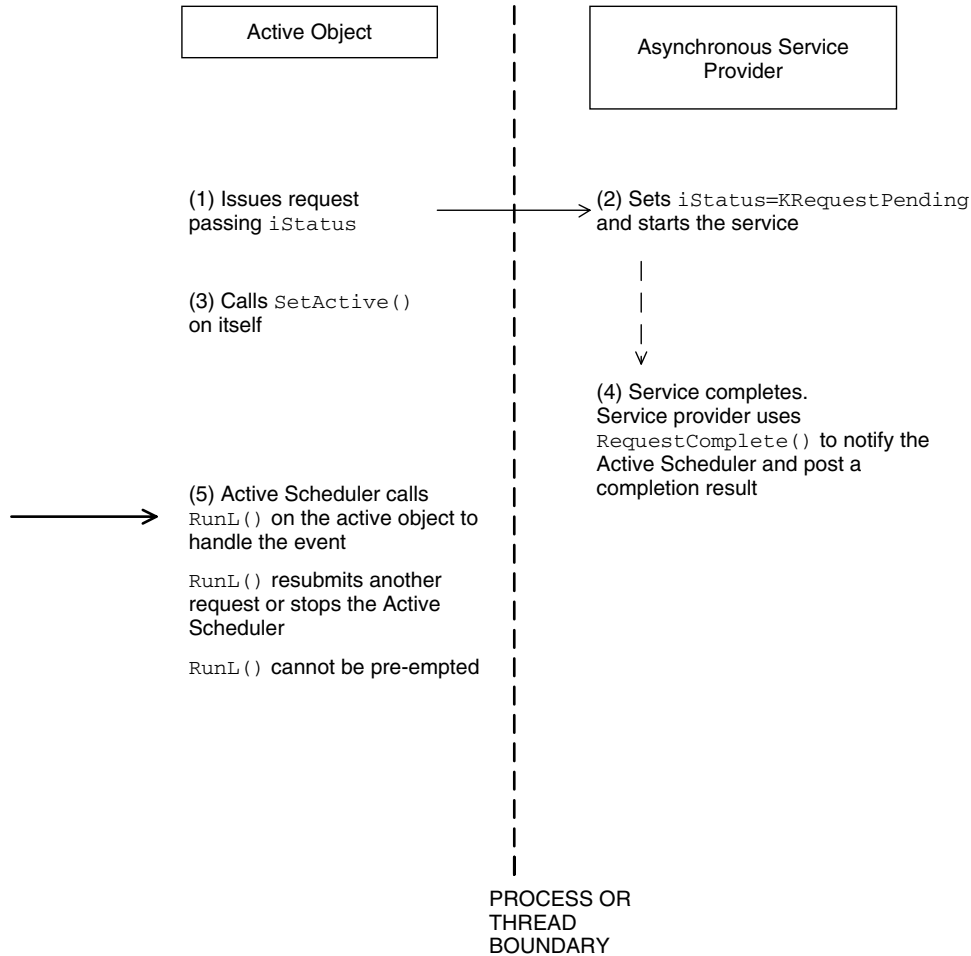 Active Object
Asynchronous Service
Provider
(1) Issues request
passing iStatus
(2) Sets iStatus=KRequestPending
and starts the service
(3) Calls SetActive()
on itself
(4) Service completes.
Service provider uses
RequestComplete() to notify the
Active Scheduler and post a
completion result
(5) Active Scheduler calls
RunL() on the active object to
handle the event
RunL() resubmits another
request or stops the Active
Scheduler
RunL() cannot be pre-empted
PROCESS OR
THREAD
BOUNDARY